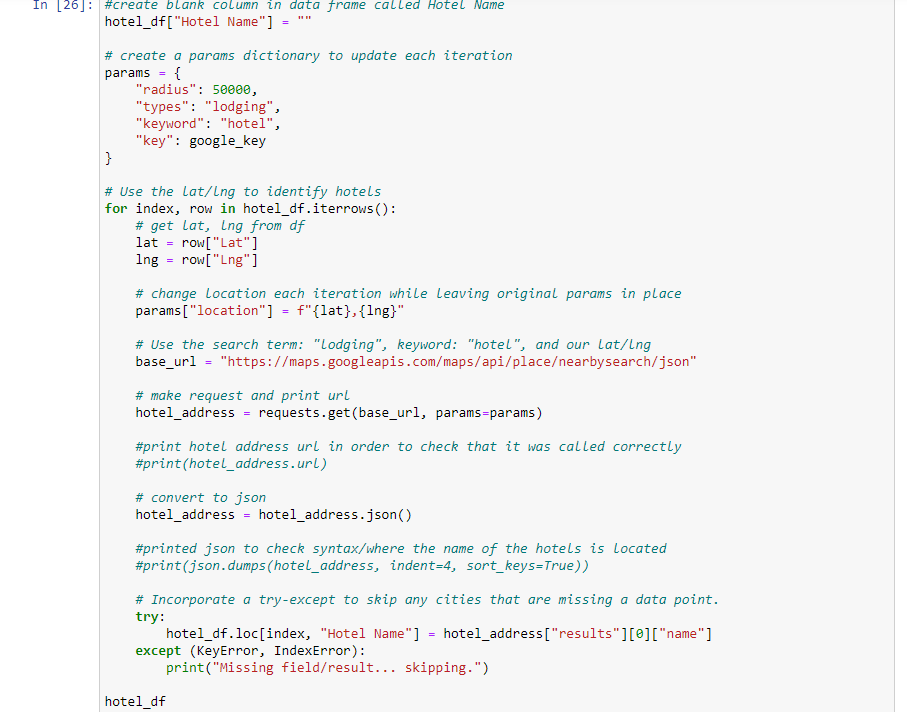 In [26]: #create blank column in data frame called Hotel Name
hotel_df["Hotel Name"] = ""

# create a params dictionary to update each iteration
params = {
    "radius": 50000,
    "types": "lodging",
    "keyword": "hotel",
    "key": google_key
}

# Use the lat/lng to identify hotels
for index, row in hotel_df.iterrows():
    # get lat, lng from df
    lat = row["Lat"]
    lng = row["Lng"]

    # change location each iteration while leaving original params in place
    params["location"] = f"{lat},{lng}"

    # Use the search term: "lodging", keyword: "hotel", and our lat/lng
    base_url = "https://maps.googleapis.com/maps/api/place/nearbysearch/json"

    # make request and print url
    hotel_address = requests.get(base_url, params=params)

    #print hotel address url in order to check that it was called correctly
    #print(hotel_address.url)

    # convert to json
    hotel_address = hotel_address.json()

    #printed json to check syntax/where the name of the hotels is located
    #print(json.dumps(hotel_address, indent=4, sort_keys=True))

    # Incorporate a try-except to skip any cities that are missing a data point.
    try:
        hotel_df.loc[index, "Hotel Name"] = hotel_address["results"][0]["name"]
    except (KeyError, IndexError):
        print("Missing field/result... skipping.")

hotel_df